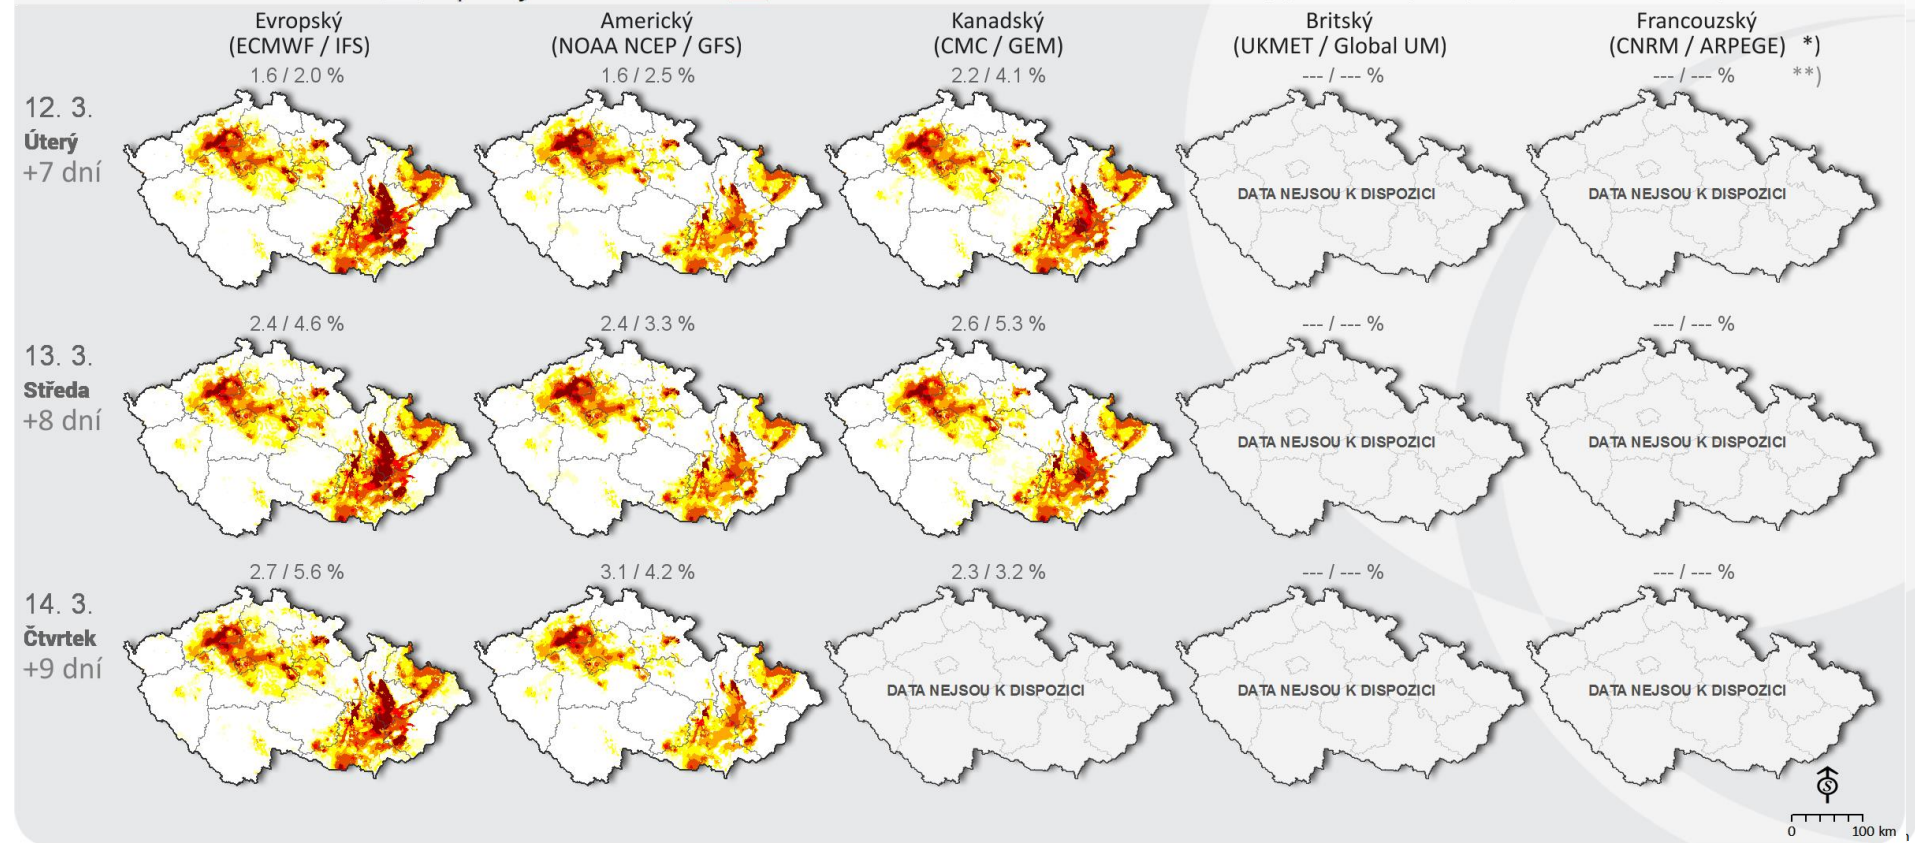 Evropský
(ECMWF / IFS)
Americký
(NOAA NCEP / GFS)
Kanadský
(CMC / GEM)
Britský
(UKMET / Global UM)
Francouzský
(CNRM / ARPEGE) *)
1.6 / 2.0 %
1.6 / 2.5 %
2.2 / 4.1 %
--- / --- %
--- / --- % **)
12. 3.
Úterý
+7 dní
DATA NEJSOU K DISPOZICI
DATA NEJSOU K DISPOZICI
2.4 / 4.6 %
2.4 / 3.3 %
2.6 / 5.3 %
--- / --- %
--- / --- %
13. 3.
Středa
+8 dní
DATA NEJSOU K DISPOZICI
DATA NEJSOU K DISPOZICI
2.7 / 5.6 %
3.1 / 4.2 %
2.3 / 3.2 %
--- / --- %
--- / --- %
14. 3.
Čtvrtek
+9 dní
DATA NEJSOU K DISPOZICI
DATA NEJSOU K DISPOZICI
DATA NEJSOU K DISPOZICI
S
0 100 km